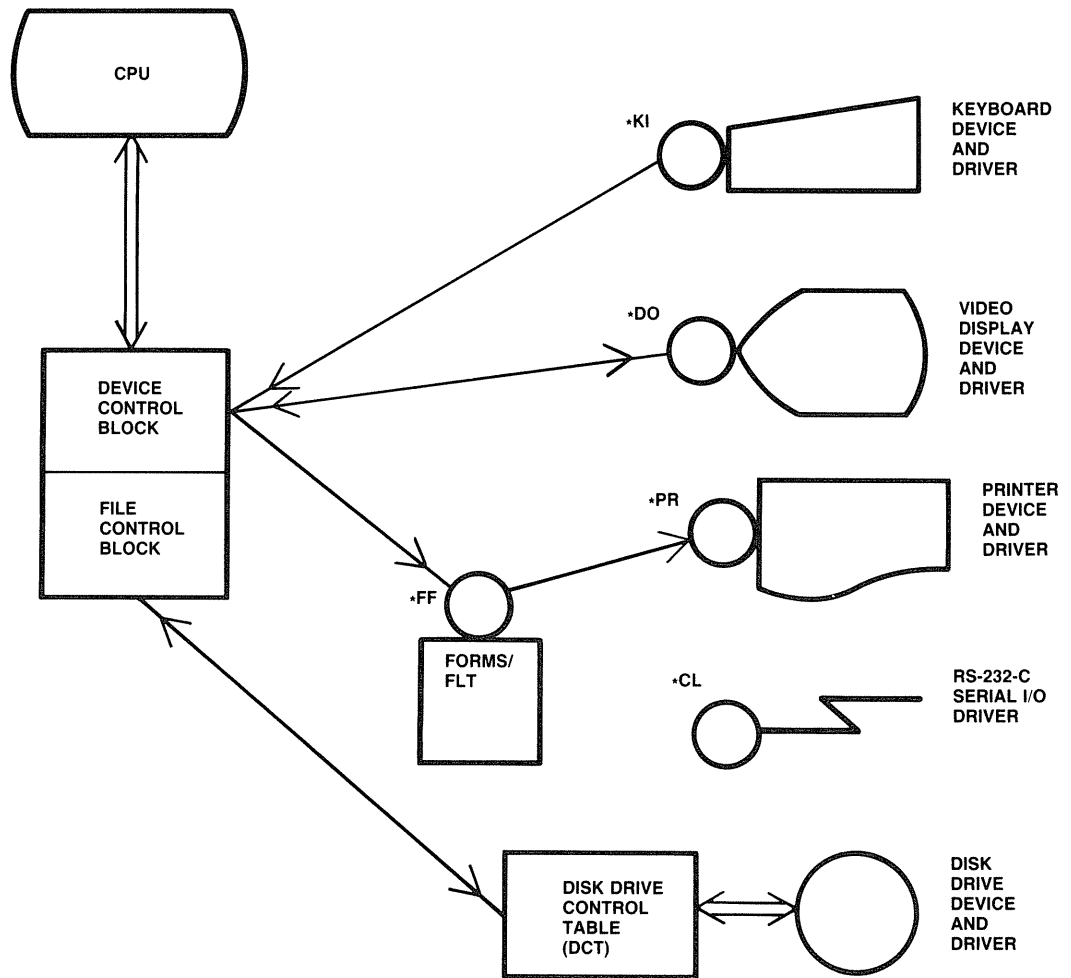 CPU
*KI
KEYBOARD
DEVICE
AND
DRIVER
*DO
VIDEO
DISPLAY
DEVICE
AND
DRIVER
DEVICE
CONTROL
BLOCK
FILE
CONTROL
BLOCK
*PR
PRINTER
DEVICE
AND
DRIVER
*FF
FORMS/
FLT
*CL
RS-232-C
SERIAL I/O
DRIVER
DISK DRIVE
CONTROL
TABLE
(DCT)
DISK
DRIVE
DEVICE
AND
DRIVER